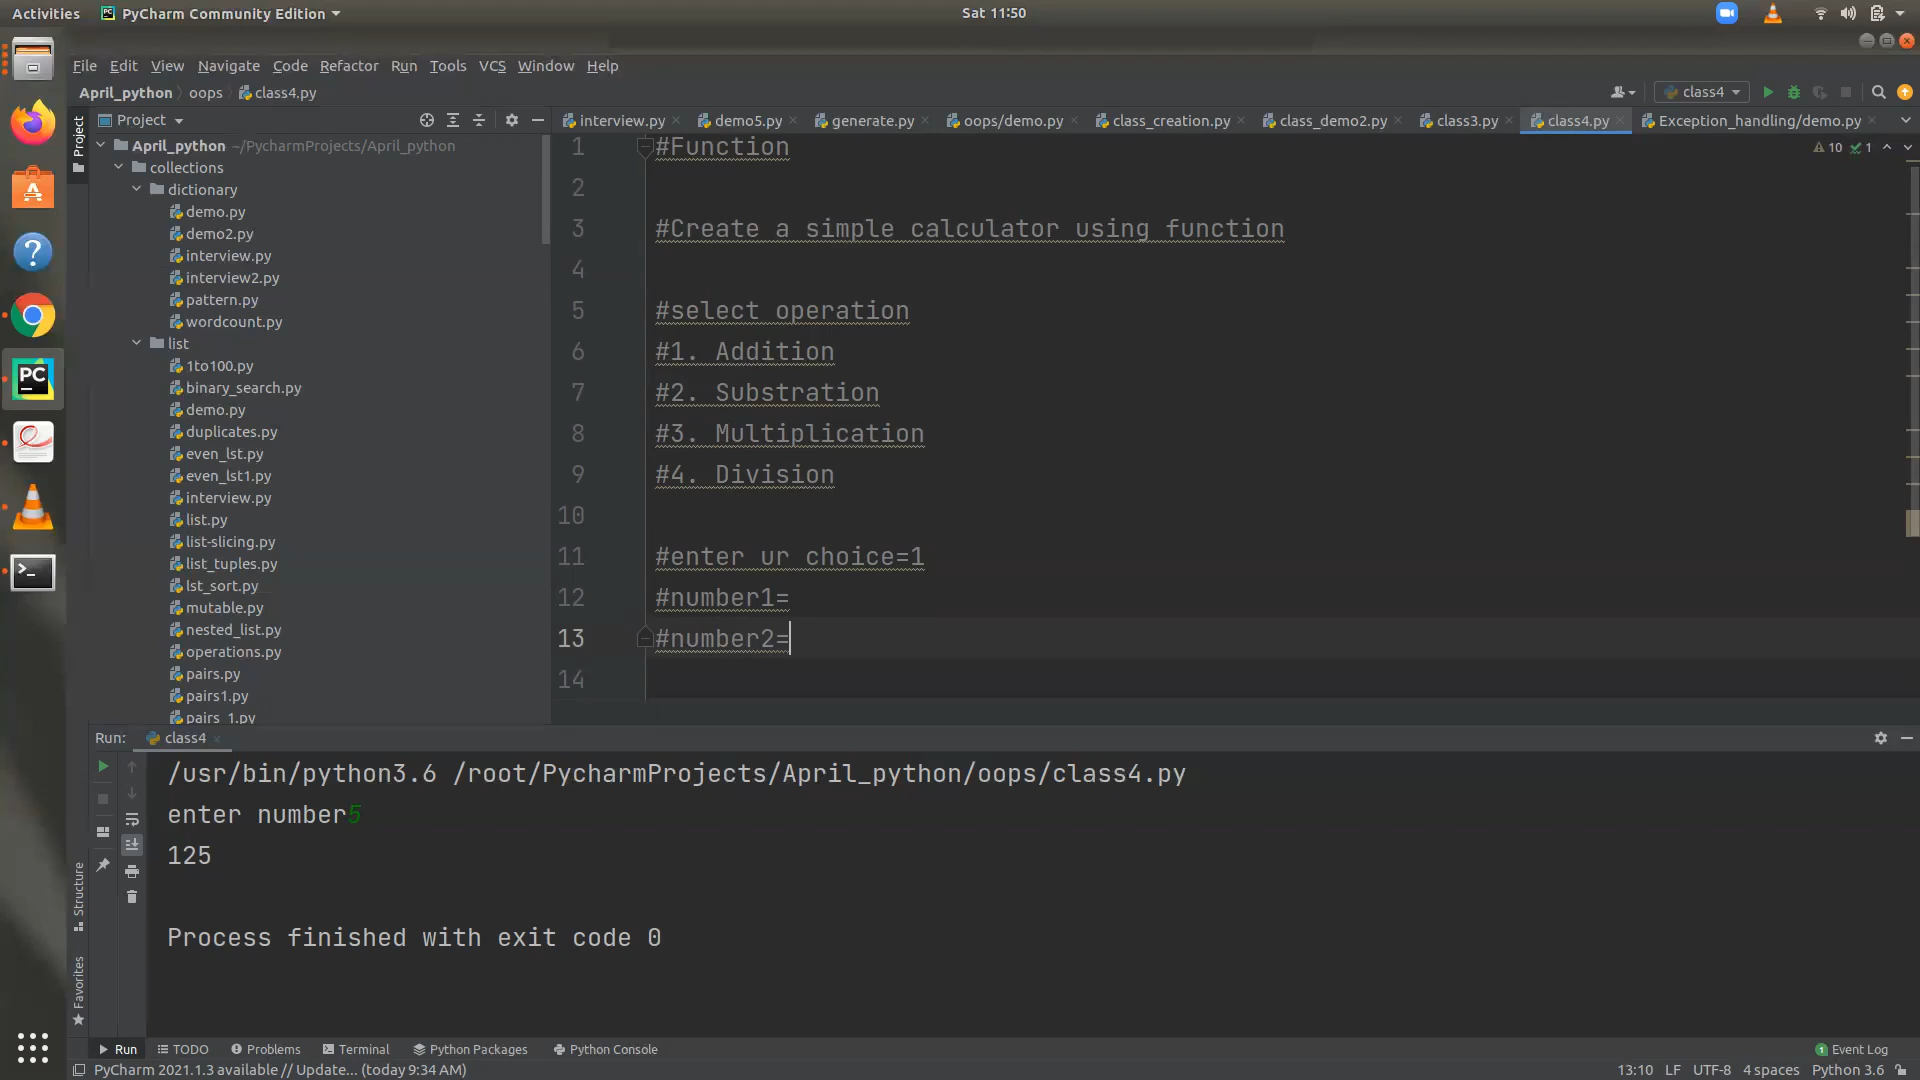 Activities
PyCharm Community Edition
Sat 11:50
File Edit View Navigate Code Refactor Run Tools VCS Window Help
April_python oops class4.py
class4
Project
interview.py demo5.py generate.py oops/demo.py class_creation.py class_demo2.py class3.py class4.py Exception_handling/demo.py
Project
April_python ~/PycharmProjects/April_python
collections
dictionary
demo.py
demo2.py
interview.py
interview2.py
pattern.py
wordcount.py
list
1to100.py
binary_search.py
demo.py
duplicates.py
even_lst.py
even_lst1.py
interview.py
list.py
list-slicing.py
list_tuples.py
lst_sort.py
mutable.py
nested_list.py
operations.py
pairs.py
pairs1.py
pairs_1.py
10 1
1 #Function
2
3 #Create a simple calculator using function
4
5 #select operation
6 #1. Addition
7 #2. Substration
8 #3. Multiplication
9 #4. Division
10
11 #enter ur choice=1
12 #number1=
13 #number2=
14
Run: class4
/usr/bin/python3.6 /root/PycharmProjects/April_python/oops/class4.py
enter number5
125
Process finished with exit code 0
Structure
Favorites
Run TODO Problems Terminal Python Packages Python Console
1 Event Log
PyCharm 2021.1.3 available // Update... (today 9:34 AM)
13:10 LF UTF-8 4 spaces Python 3.6